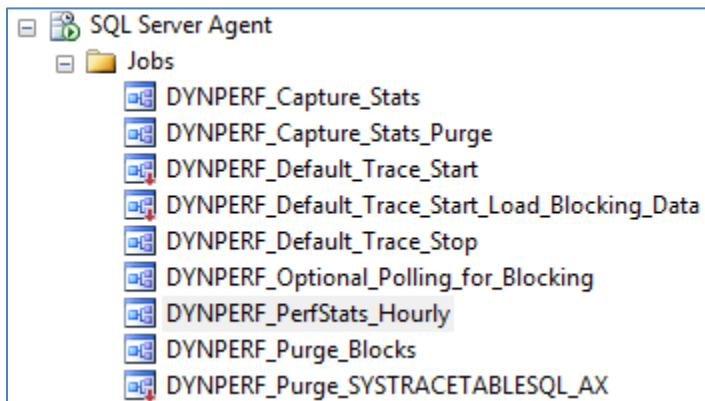 SQL Server Agent
Jobs
DYNPERF_Capture_Stats
DYNPERF_Capture_Stats_Purge
DYNPERF_Default_Trace_Start
DYNPERF_Default_Trace_Start_Load_Blocking_Data
DYNPERF_Default_Trace_Stop
DYNPERF_Optional_Polling_for_Blocking
DYNPERF_PerfStats_Hourly
DYNPERF_Purge_Blocks
DYNPERF_Purge_SYSTRACETABLESQL_AX